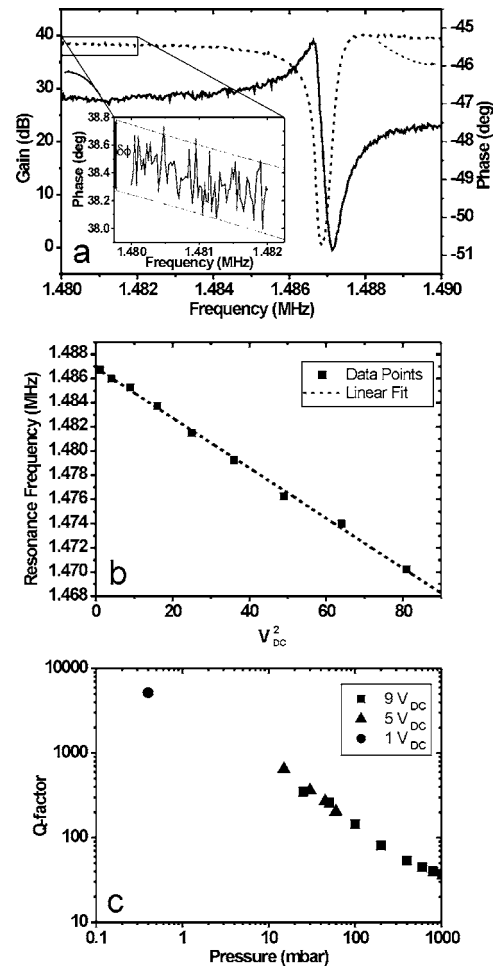 40
30
20
10
0
Gain (dB)
-45
-46
-47
-48
-49
-50
-51
Phase (deg)
38.8
38.6
38.4
38.2
38.0
Phase (deg)
δϕ
1.480 1.481 1.482
Frequency (MHz)
a
1.480 1.482 1.484 1.486 1.488 1.490
Frequency (MHz)
1.488
1.486
1.484
1.482
1.480
1.478
1.476
1.474
1.472
1.470
1.468
Resonance Frequency (MHz)
Data Points
Linear Fit
b
0 20 40 60 80
V²DC
10000
1000
100
10
Q-factor
9 VDC
5 VDC
1 VDC
c
0.1 1 10 100 1000
Pressure (mbar)